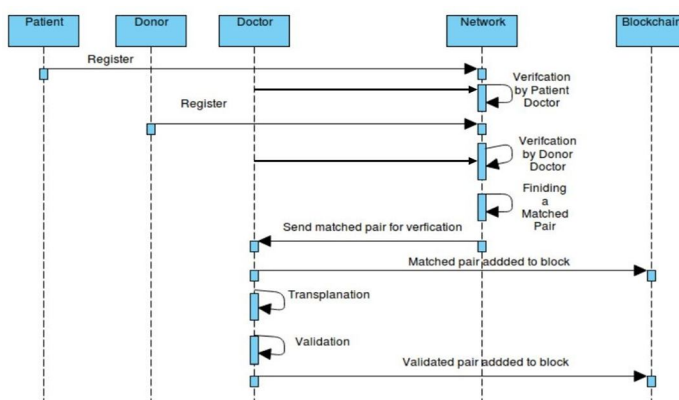 Patient
Donor
Doctor
Network
Blockchain
Register
Verifcation
by Patient
Doctor
Register
Verifcation
by Donor
Doctor
Finiding
a
Matched
Pair
Send matched pair for verfication
Matched pair addded to block
Transplanation
Validation
Validated pair addded to block